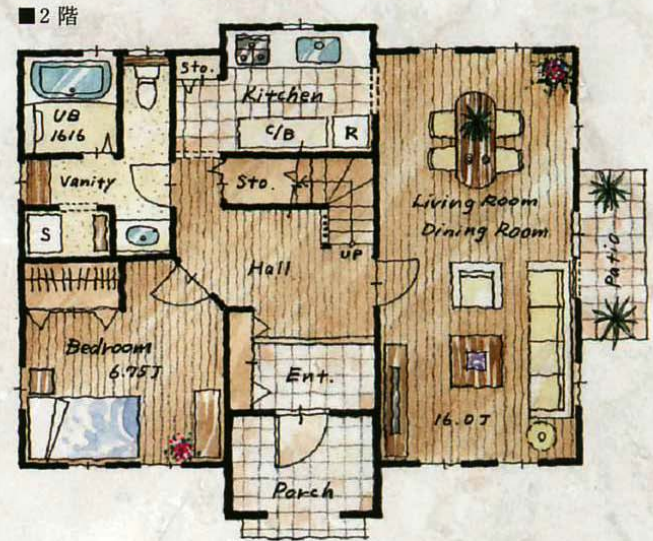 ■2階
Sto.
Kitchen
UB
1616
C/B
R
Vanity
Sto.
Living Room
Dining Room
S
UP
Hall
Patio
Bedroom
6.75J
Ent.
16.0J
Porch